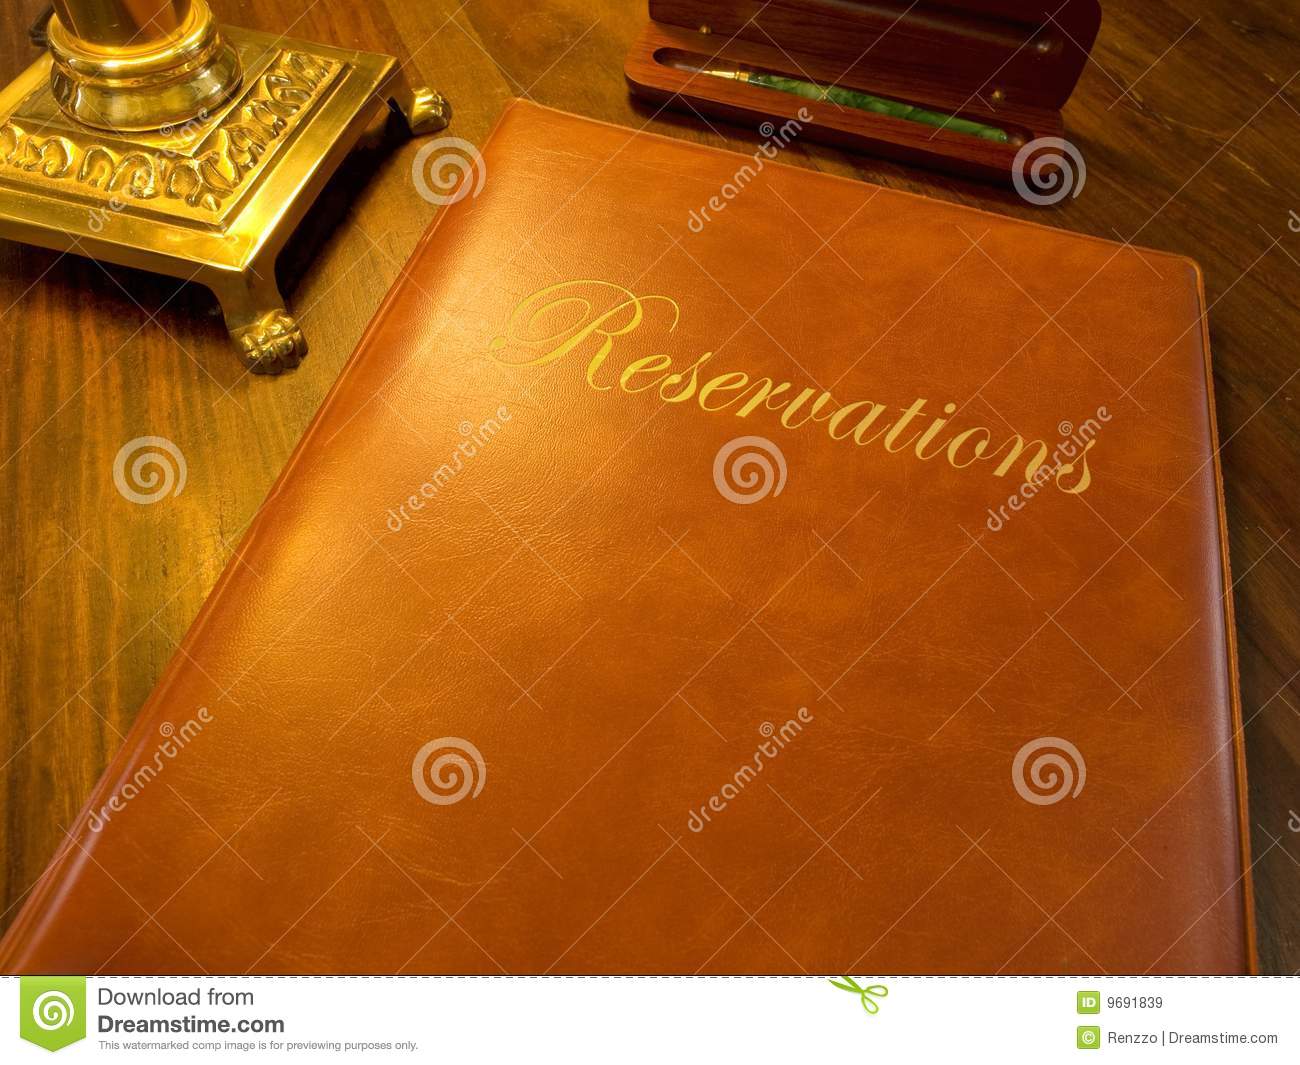 Reservations
dreamstime
dreamstime
dreamstime
dreamstime
dreamstime
dreamstime
Download from
Dreamstime.com
This watermarked comp image is for previewing purposes only.
ID 9691839
© Renzzo | Dreamstime.com